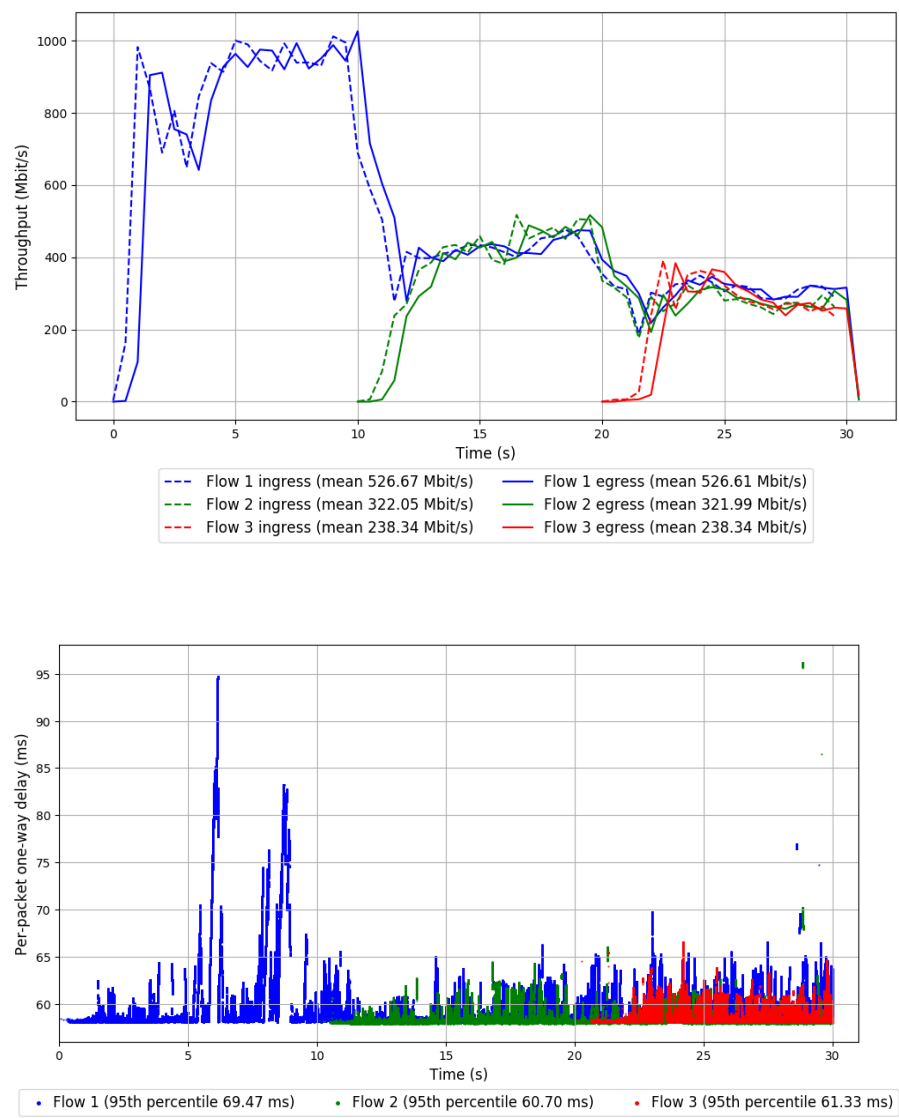 1000
800
600
400
200
0
Throughput (Mbit/s)
0 5 10 15 20 25 30
Time (s)
Flow 1 ingress (mean 526.67 Mbit/s) Flow 1 egress (mean 526.61 Mbit/s)
Flow 2 ingress (mean 322.05 Mbit/s) Flow 2 egress (mean 321.99 Mbit/s)
Flow 3 ingress (mean 238.34 Mbit/s) Flow 3 egress (mean 238.34 Mbit/s)
95
90
85
80
75
70
65
60
Per-packet one-way delay (ms)
0 5 10 15 20 25 30
Time (s)
Flow 1 (95th percentile 69.47 ms) Flow 2 (95th percentile 60.70 ms) Flow 3 (95th percentile 61.33 ms)